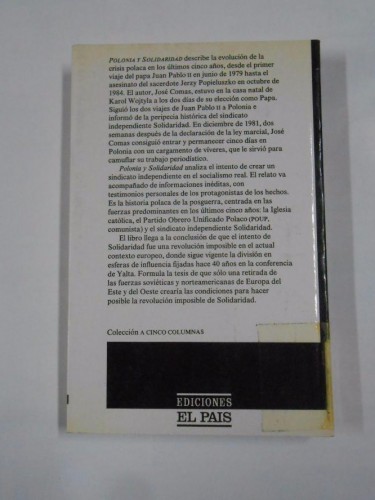 POLONIA Y SOLIDARIDAD describe la evolución de la
crisis polaca en los últimos cinco años, desde el primer
viaje del papa Juan Pablo II en junio de 1979 hasta el
asesinato del sacerdote Jerzy Popieluszko en octubre de
1984. El autor, José Comas, estuvo en la casa natal de
Karol Wojtyla a los dos días de su elección como Papa.
Siguió los dos viajes de Juan Pablo II a Polonia e
informó de la peripecia histórica del sindicato
independiente Solidaridad. En diciembre de 1981, dos
semanas después de la declaración de la ley marcial, José
Comas consiguió entrar y permanecer cinco días en
Polonia con un cargamento de víveres, que le sirvió para
camuflar su trabajo periodístico.
Polonia y Solidaridad analiza el intento de crear un
sindicato independiente en el socialismo real. El relato va
acompañado de informaciones inéditas, con
testimonios personales de los protagonistas de los hechos.
Es la historia polaca de la posguerra, centrada en las
fuerzas predominantes en los últimos cinco años: la Iglesia
católica, el Partido Obrero Unificado Polaco (POUP,
comunista) y el sindicato independiente Solidaridad.
El libro llega a la conclusión de que el intento de
Solidaridad fue una revolución imposible en el actual
contexto europeo, donde sigue vigente la división en
esferas de influencia fijadas hace 40 años en la conferencia
de Yalta. Formula la tesis de que sólo una retirada de
las fuerzas soviéticas y norteamericanas de Europa del
Este y del Oeste crearía las condiciones para hacer
posible la revolución imposible de Solidaridad.
Colección A CINCO COLUMNAS
EDICIONES
EL PAIS